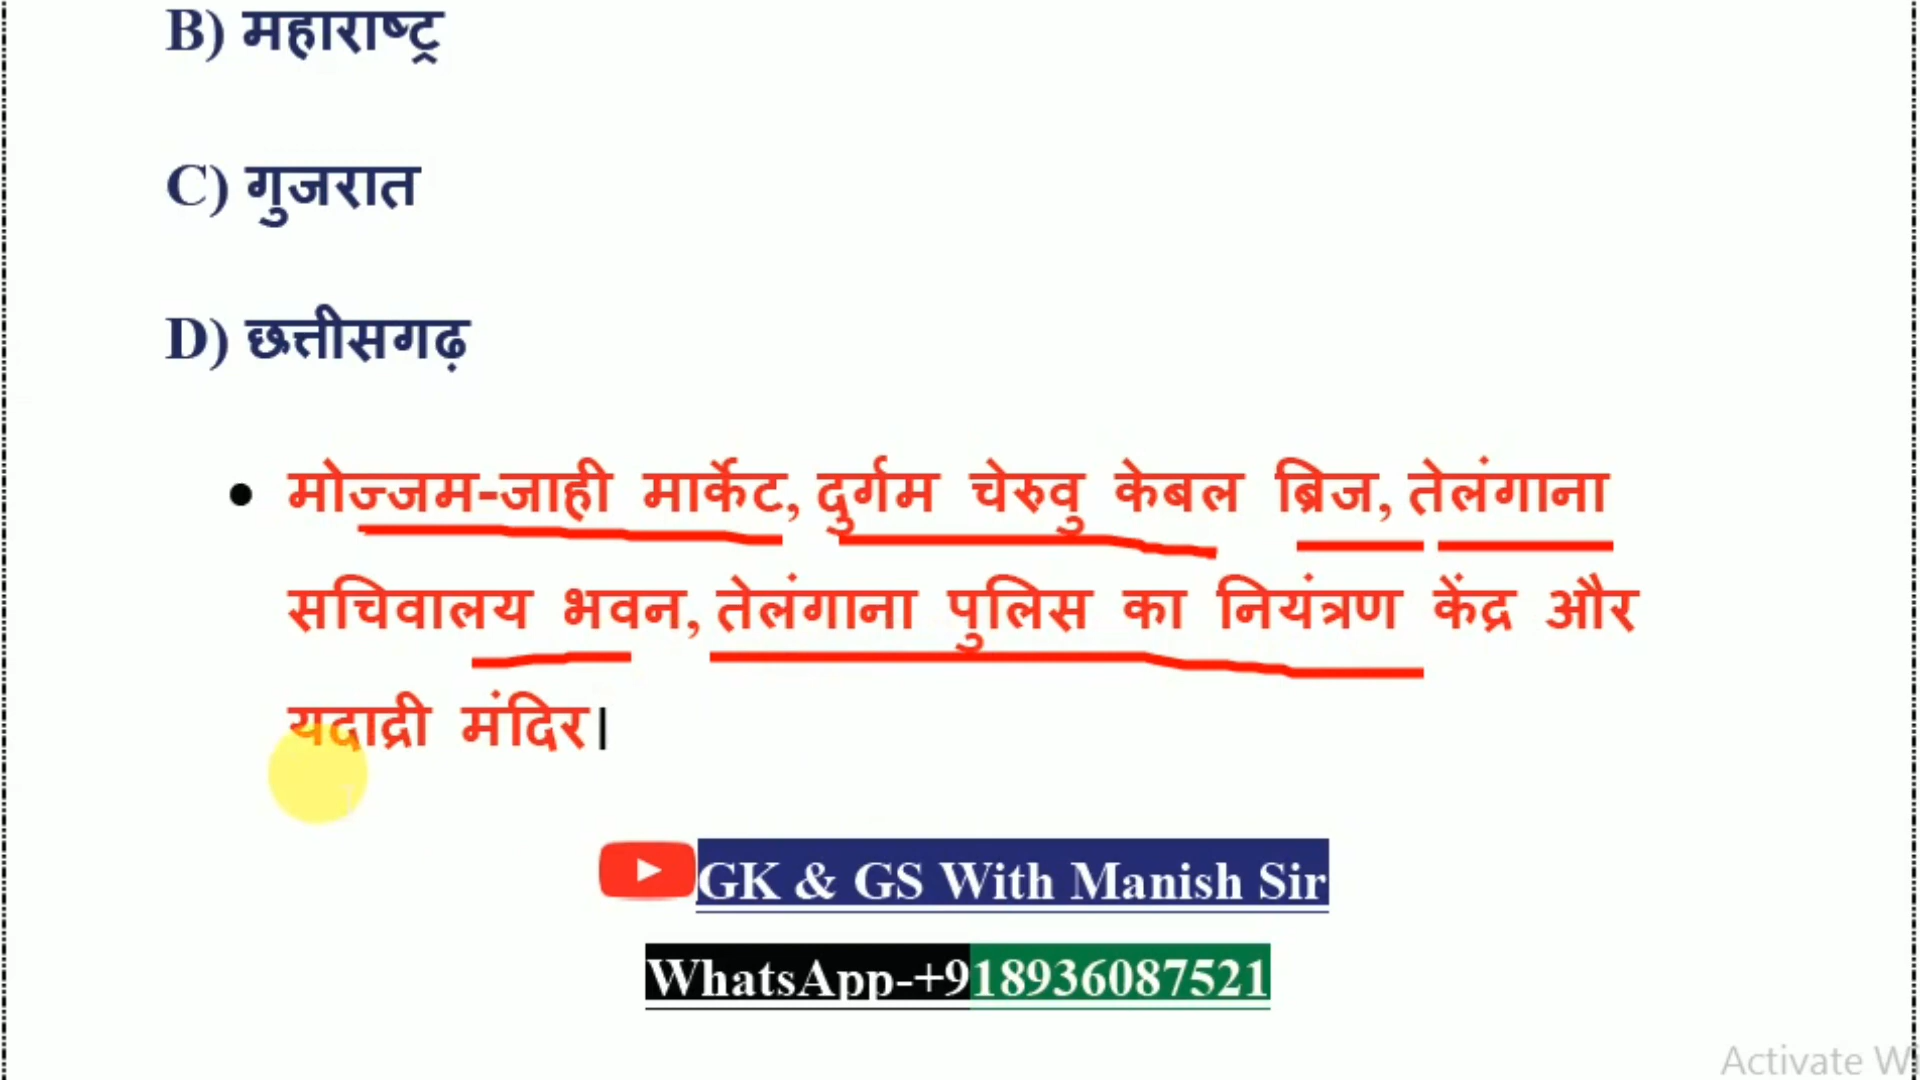 B) महाराष्ट्र
C) गुजरात
D) छत्तीसगढ़
• मोज्जम-जाही मार्केट, दुर्गम चेरुवु केबल ब्रिज, तेलंगाना
सचिवालय भवन, तेलंगाना पुलिस का नियंत्रण केंद्र और
यदाद्री मंदिर|
GK & GS With Manish Sir
WhatsApp-+918936087521
Activate Wi